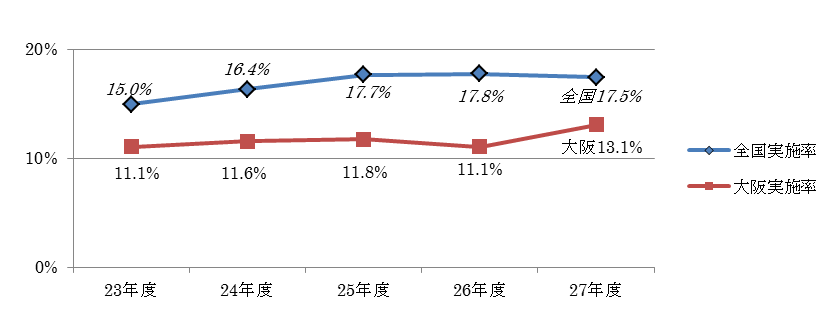 20%
10%
0%
15.0%
16.4%
17.7%
17.8%
全国17.5%
11.1%
11.6%
11.8%
11.1%
大阪13.1%
23年度
24年度
25年度
26年度
27年度
全国実施率
大阪実施率